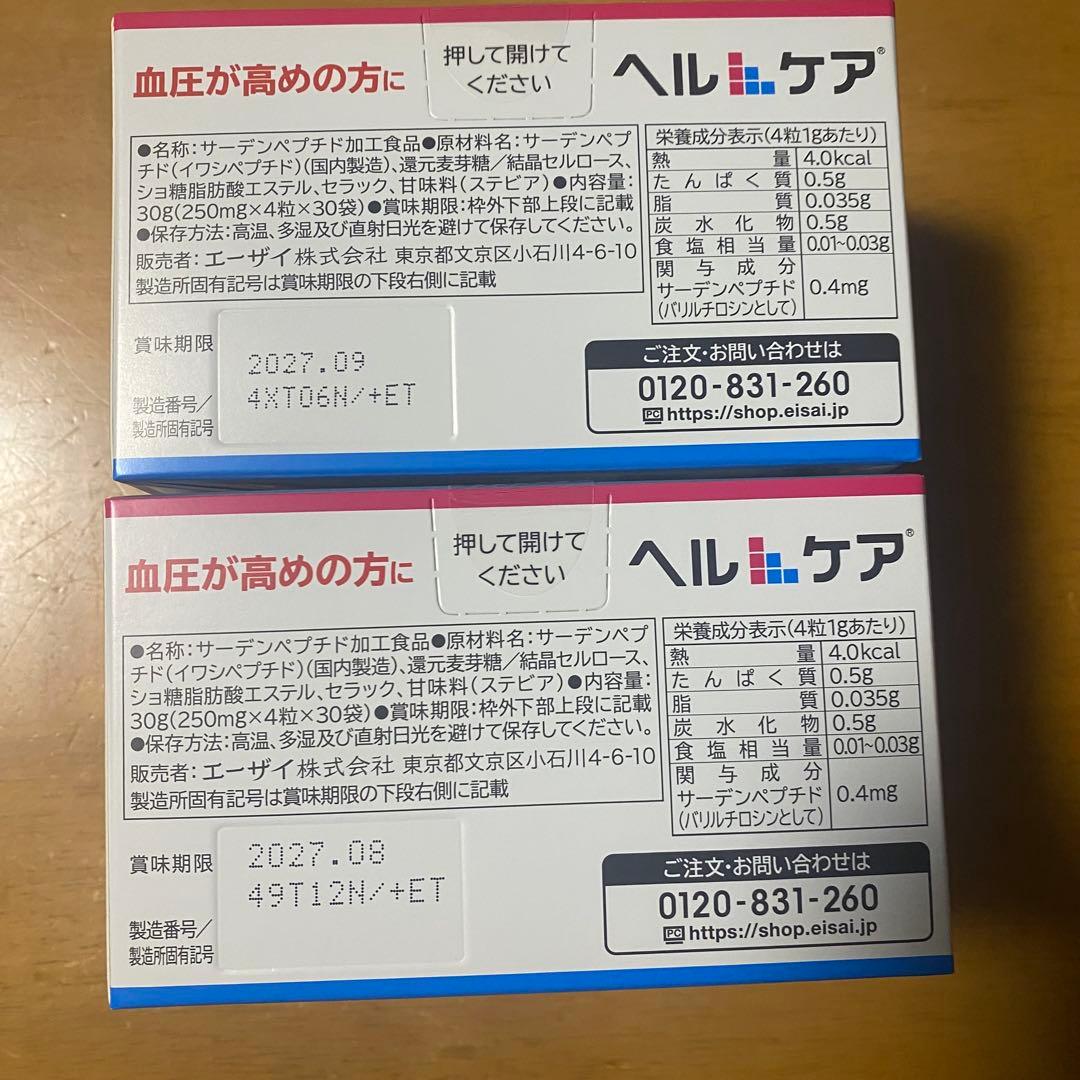 血圧が高めの方に
押して開けて
ください
ヘルケア®
●名称:サーデンペプチド加工食品●原材料名:サーデンペプ
チド(イワシペプチド)(国内製造)、還元麦芽糖/結晶セルロース、
ショ糖脂肪酸エステル、セラック、甘味料(ステビア)●内容量:
30g(250mg×4粒×30袋)●賞味期限:枠外下部上段に記載
●保存方法:高温、多湿及び直射日光を避けて保存してください。
販売者:エーザイ株式会社 東京都文京区小石川4-6-10
製造所固有記号は賞味期限の下段右側に記載
栄養成分表示(4粒1gあたり)
熱量 4.0kcal
たんぱく質 0.5g
脂質 0.035g
炭水化物 0.5g
食塩相当量 0.01~0.03g
関与成分
サーデンペプチド 0.4mg
(バリルチロシンとして)
賞味期限 2027.09
製造番号/ 4XT06N/+ET
製造所固有記号
ご注文・お問い合わせは
0120-831-260
PC https://shop.eisai.jp
血圧が高めの方に
押して開けて
ください
ヘルケア®
●名称:サーデンペプチド加工食品●原材料名:サーデンペプ
チド(イワシペプチド)(国内製造)、還元麦芽糖/結晶セルロース、
ショ糖脂肪酸エステル、セラック、甘味料(ステビア)●内容量:
30g(250mg×4粒×30袋)●賞味期限:枠外下部上段に記載
●保存方法:高温、多湿及び直射日光を避けて保存してください。
販売者:エーザイ株式会社 東京都文京区小石川4-6-10
製造所固有記号は賞味期限の下段右側に記載
栄養成分表示(4粒1gあたり)
熱量 4.0kcal
たんぱく質 0.5g
脂質 0.035g
炭水化物 0.5g
食塩相当量 0.01~0.03g
関与成分
サーデンペプチド 0.4mg
(バリルチロシンとして)
賞味期限 2027.08
製造番号/ 49T12N/+ET
製造所固有記号
ご注文・お問い合わせは
0120-831-260
PC https://shop.eisai.jp